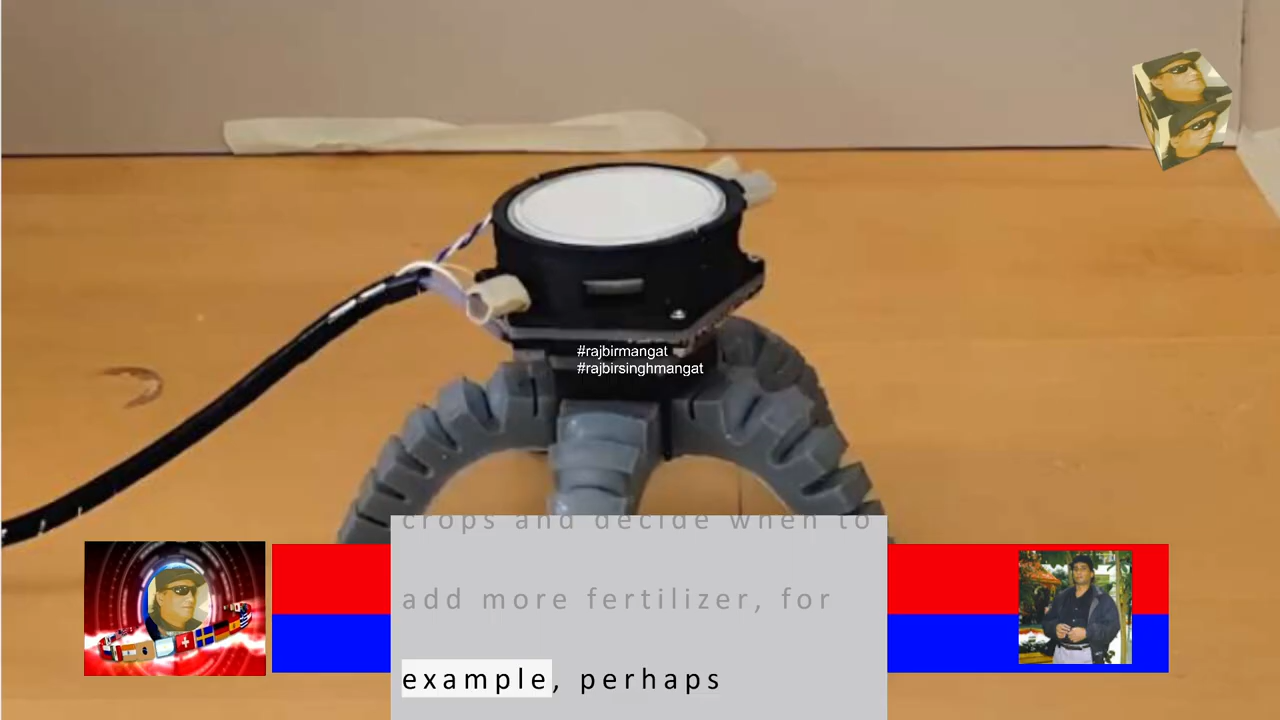 #rajbirmangat
#rajbirsinghmangat
crops and decide when to
add more fertilizer, for
example, perhaps